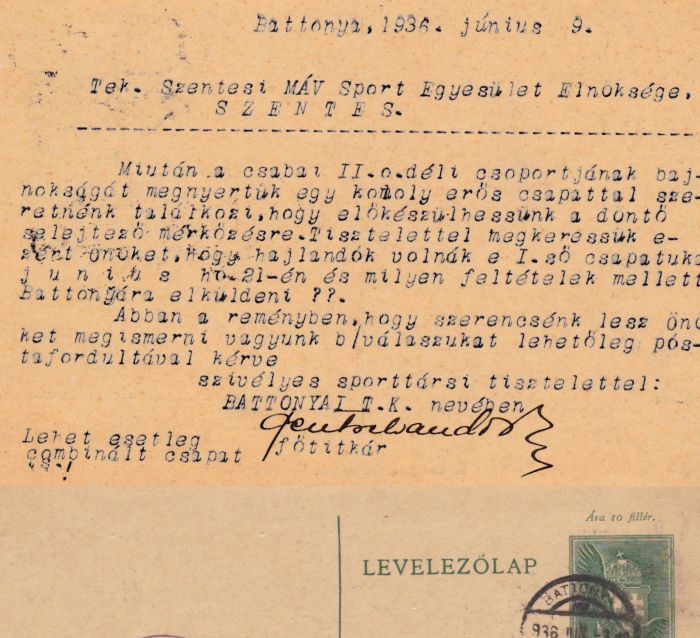 Battonya,1936. június 9.
Tek. Szentesi MÁV Sport Egyesület Elnöksége,
SZENTES.
Miután a csabai II.o.déli csoportjának baj-
nokságát megnyertük egy komoly erős csapattal sze-
retnénk találkozi,hogy előkészülhessünk a döntő
selejtező mérkőzésre.Tisztelettel megkeressük e-
zért önöket,hogy hajlandók volnák e I.ső csapatuka
június hó 21-én és milyen feltételek mellett
Battonyára elküldeni ??.
Abban a reményben,hogy szerencsénk lesz önö
ket megismerni vagyunk b/válaszukat lehetőleg pós-
tafordultával kérve
szivélyes sporttársi tisztelettel:
BATTONYAI T.K. nevében
főtitkár
Lehet esetleg
combinált csapat
is.!
Ára 10 fillér.
LEVELEZŐLAP
BATTONYA
936